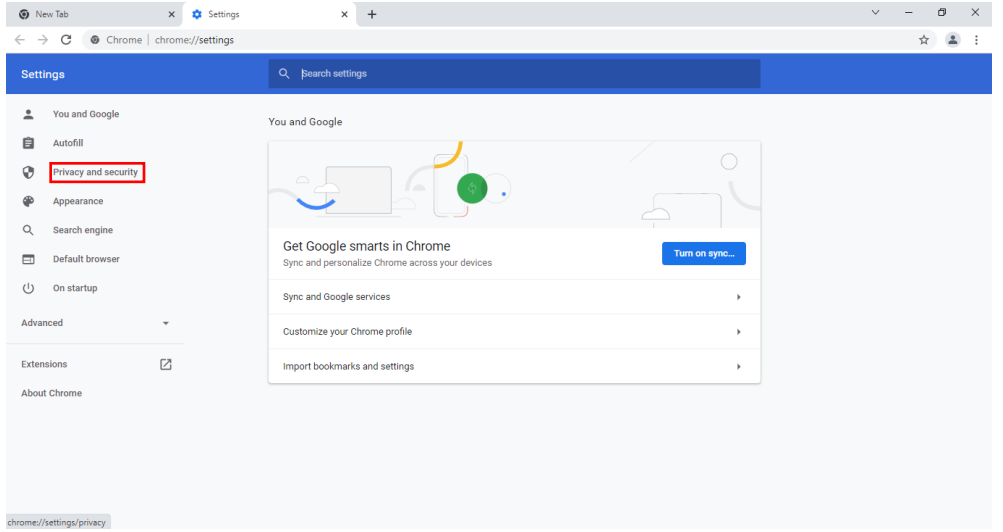 New Tab
Settings
Chrome | chrome://settings
Settings
Search settings
You and Google
Autofill
Privacy and security
Appearance
Search engine
Default browser
On startup
Advanced
Extensions
About Chrome
You and Google
Get Google smarts in Chrome
Sync and personalize Chrome across your devices
Turn on sync...
Sync and Google services
Customize your Chrome profile
Import bookmarks and settings
chrome://settings/privacy